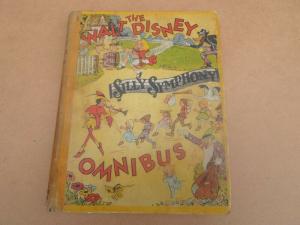 THE
WALT DISNEY
SILLY SYMPHONY
OMNIBUS